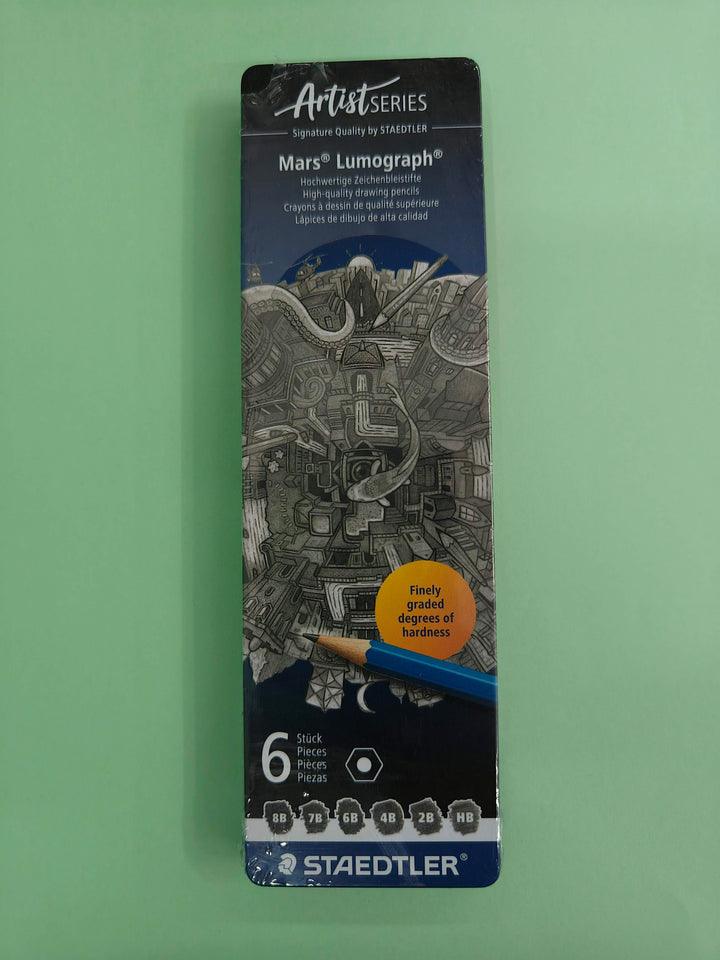 Artist SERIES
Signature Quality by STAEDTLER
Mars® Lumograph®
Hochwertige Zeichenbleistifte
High-quality drawing pencils
Crayons à dessin de qualité supérieure
Lápices de dibujo de alta calidad
Finely
graded
degrees of
hardness
6
Stück
Pieces
Pièces
Piezas
8B 7B 6B 4B 2B HB
STAEDTLER®